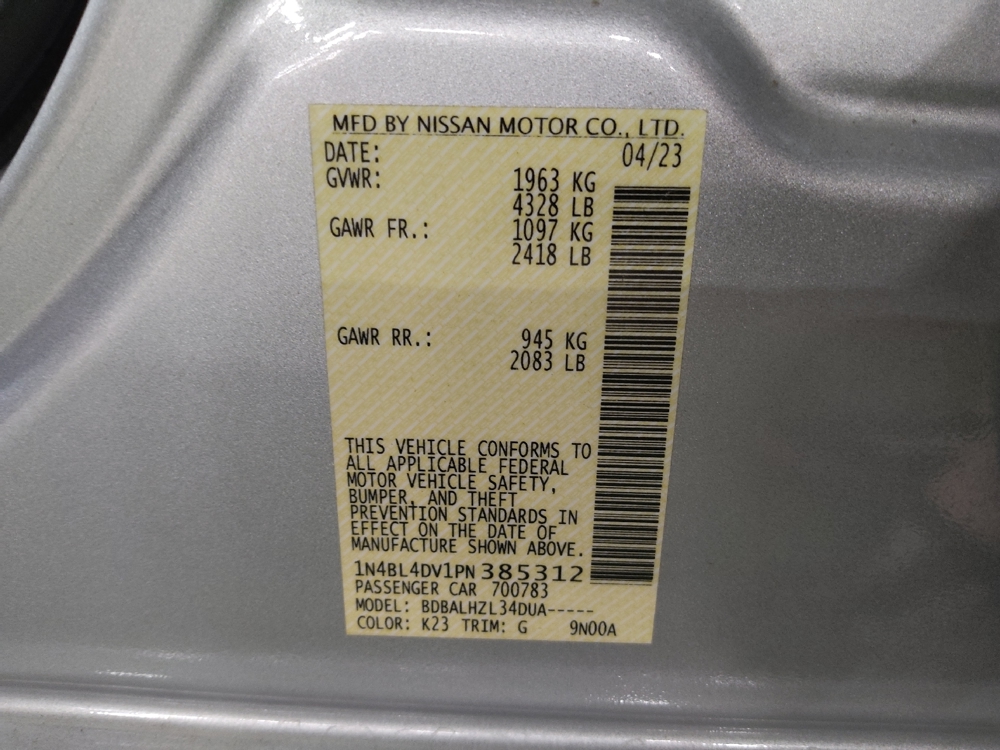 MFD BY NISSAN MOTOR CO., LTD.
DATE: 04/23
GVWR: 1963 KG
4328 LB
GAWR FR.: 1097 KG
2418 LB
GAWR RR.: 945 KG
2083 LB
THIS VEHICLE CONFORMS TO
ALL APPLICABLE FEDERAL
MOTOR VEHICLE SAFETY,
BUMPER, AND THEFT
PREVENTION STANDARDS IN
EFFECT ON THE DATE OF
MANUFACTURE SHOWN ABOVE.
1N4BL4DV1PN385312
PASSENGER CAR 700783
MODEL: BDBALHZL34DUA-----
COLOR: K23 TRIM: G 9N00A